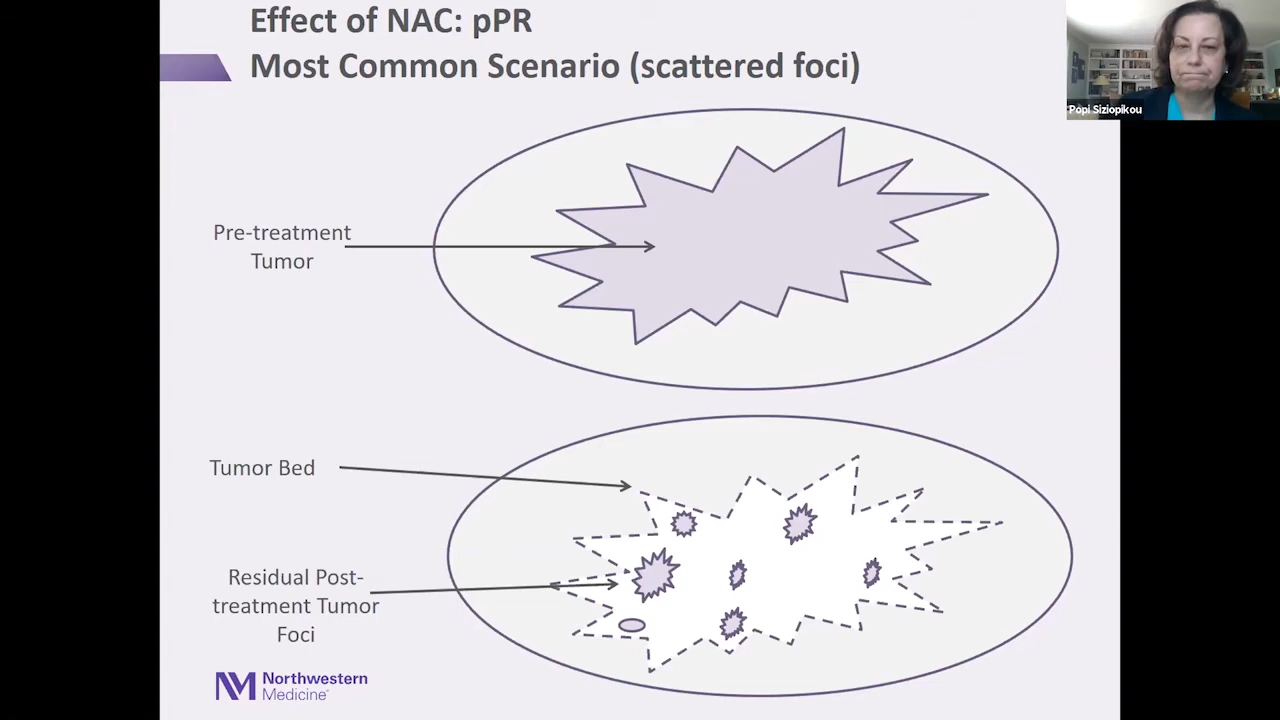 Effect of NAC: pPR
Most Common Scenario (scattered foci)
Popi Siziopikou
Pre-treatment
Tumor
Tumor Bed
Residual Post-
treatment Tumor
Foci
Northwestern
Medicine